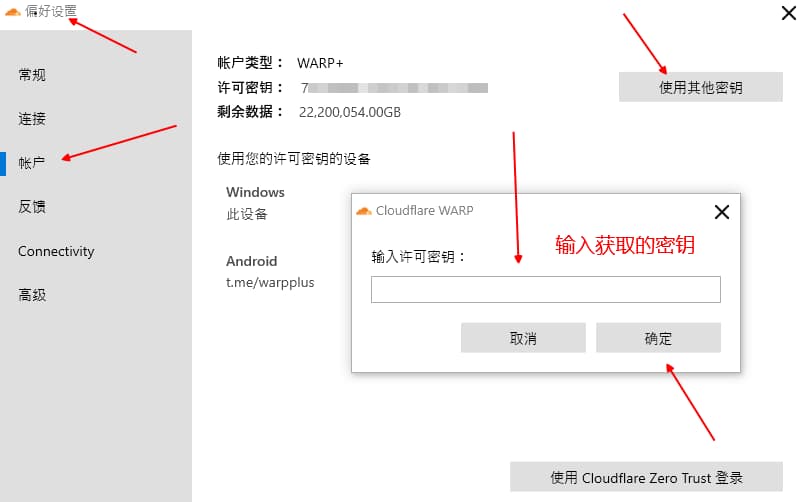 偏好设置
常规
连接
帐户
反馈
Connectivity
高级
帐户类型： WARP+
许可密钥： 7
剩余数据： 22,200,054.00GB
使用其他密钥
使用您的许可密钥的设备
Windows
此设备
Android
t.me/warpplus
Cloudflare WARP
输入获取的密钥
输入许可密钥：
取消
确定
使用 Cloudflare Zero Trust 登录